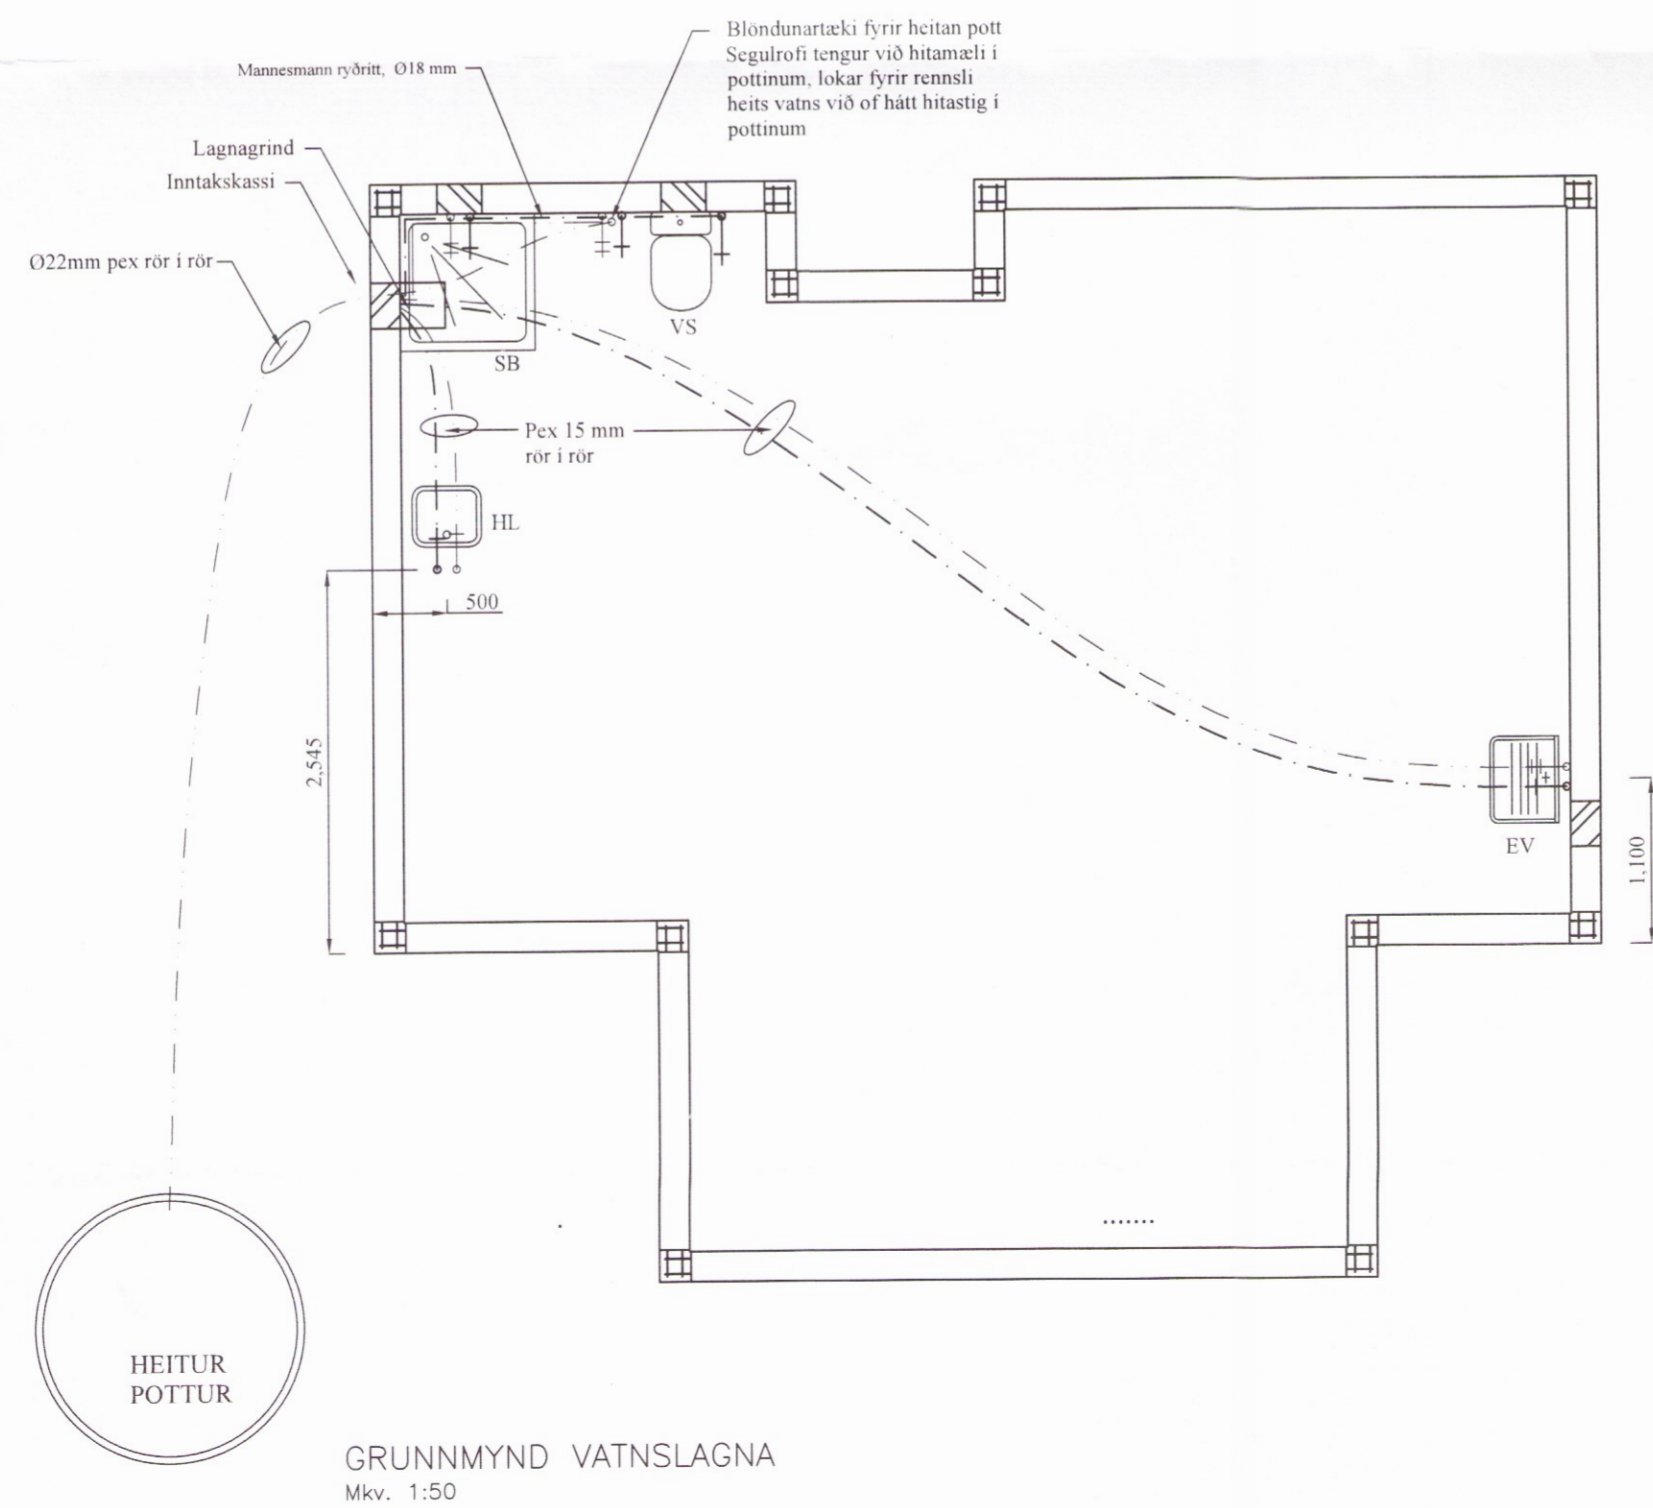 Blöndunartæki fyrir heitan pott
Segulrofi tengur við hitamæli í
pottinum, lokar fyrir rennsli
heits vatns við of hátt hitastig í
pottinum
Mannesmann ryðrítt, Ø18 mm
Lagnagrind
Inntakskassi
Ø22mm pex rör í rör
VS
SB
Pex 15 mm
rör í rör
HL
500
2,545
EV
1,100
HEITUR
POTTUR
GRUNNMYND VATNSLAGNA
Mkv. 1:50